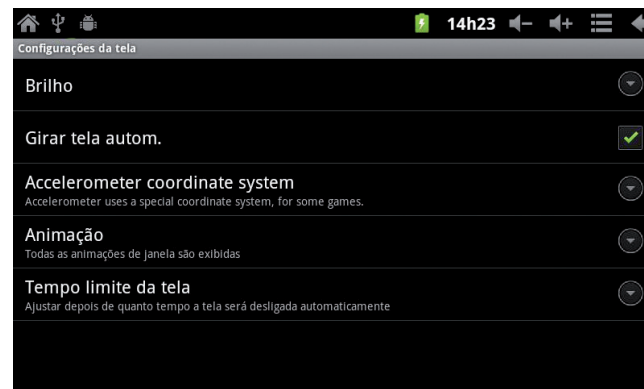 14h23
Configurações da tela
Brilho
Girar tela autom.
Accelerometer coordinate system
Accelerometer uses a special coordinate system, for some games.
Animação
Todas as animações de janela são exibidas
Tempo limite da tela
Ajustar depois de quanto tempo a tela será desligada automaticamente